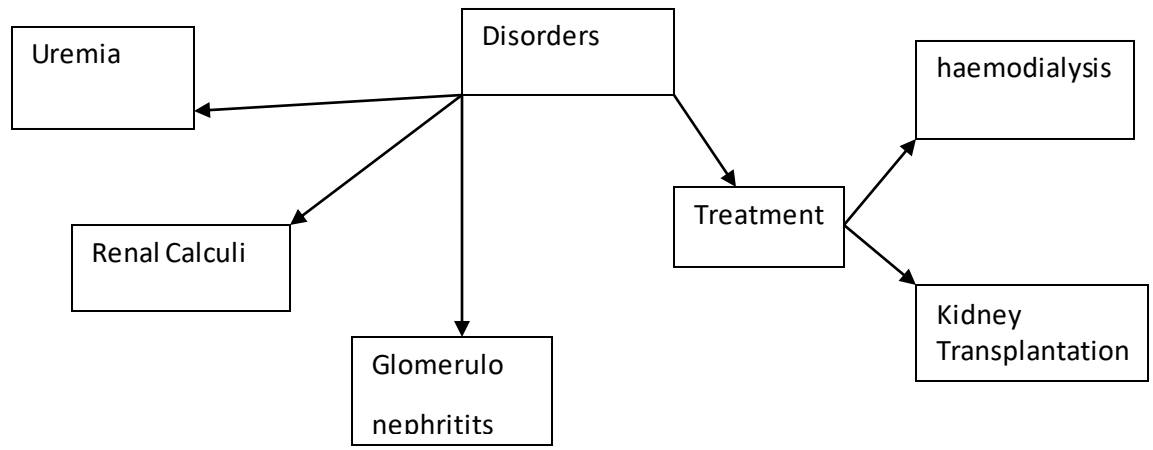 Disorders
Uremia
haemodialysis
Treatment
Renal Calculi
Kidney
Transplantation
Glomerulo
nephritits